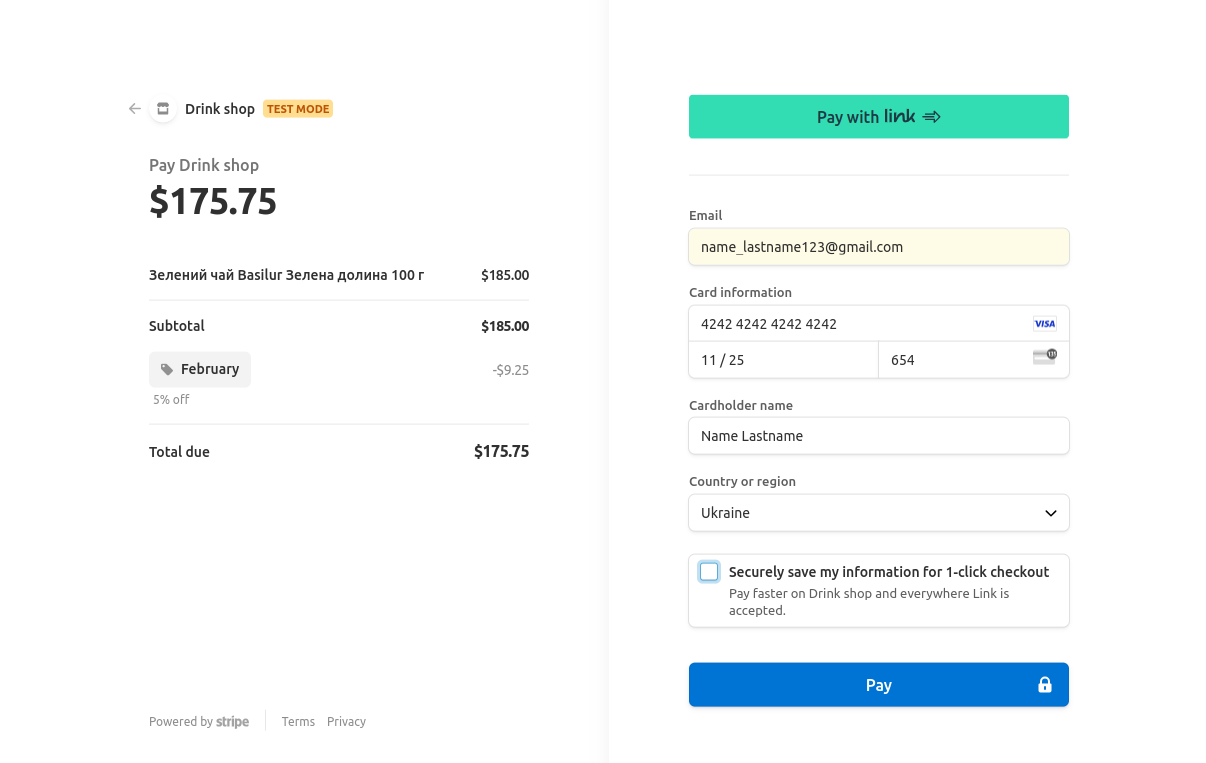 Drink shop TEST MODE
Pay Drink shop
$175.75
Зелений чай Basilur Зелена долина 100 г $185.00
Subtotal $185.00
February -$9.25
5% off
Total due $175.75
Powered by stripe Terms Privacy
Pay with link
Email
name_lastname123@gmail.com
Card information
4242 4242 4242 4242 VISA
11 / 25 654
Cardholder name
Name Lastname
Country or region
Ukraine
Securely save my information for 1-click checkout
Pay faster on Drink shop and everywhere Link is
accepted.
Pay